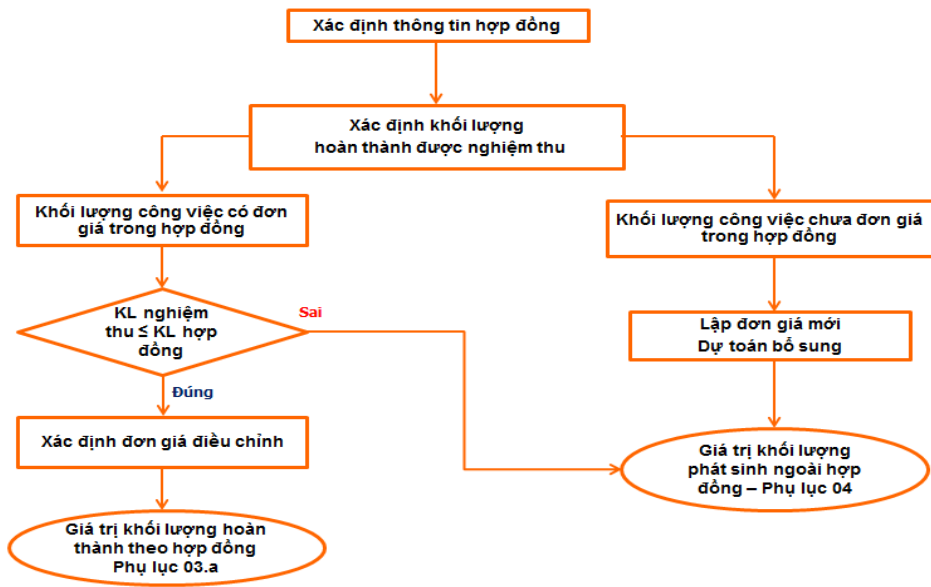 Xác định thông tin hợp đồng
Xác định khối lượng
hoàn thành được nghiệm thu
Khối lượng công việc có đơn
giá trong hợp đồng
Khối lượng công việc chưa đơn giá
trong hợp đồng
KL nghiệm
thu ≤ KL hợp
đồng
Sai
Lập đơn giá mới
Dự toán bổ sung
Đúng
Xác định đơn giá điều chỉnh
Giá trị khối lượng
phát sinh ngoài hợp
đồng – Phụ lục 04
Giá trị khối lượng hoàn
thành theo hợp đồng
Phụ lục 03.a